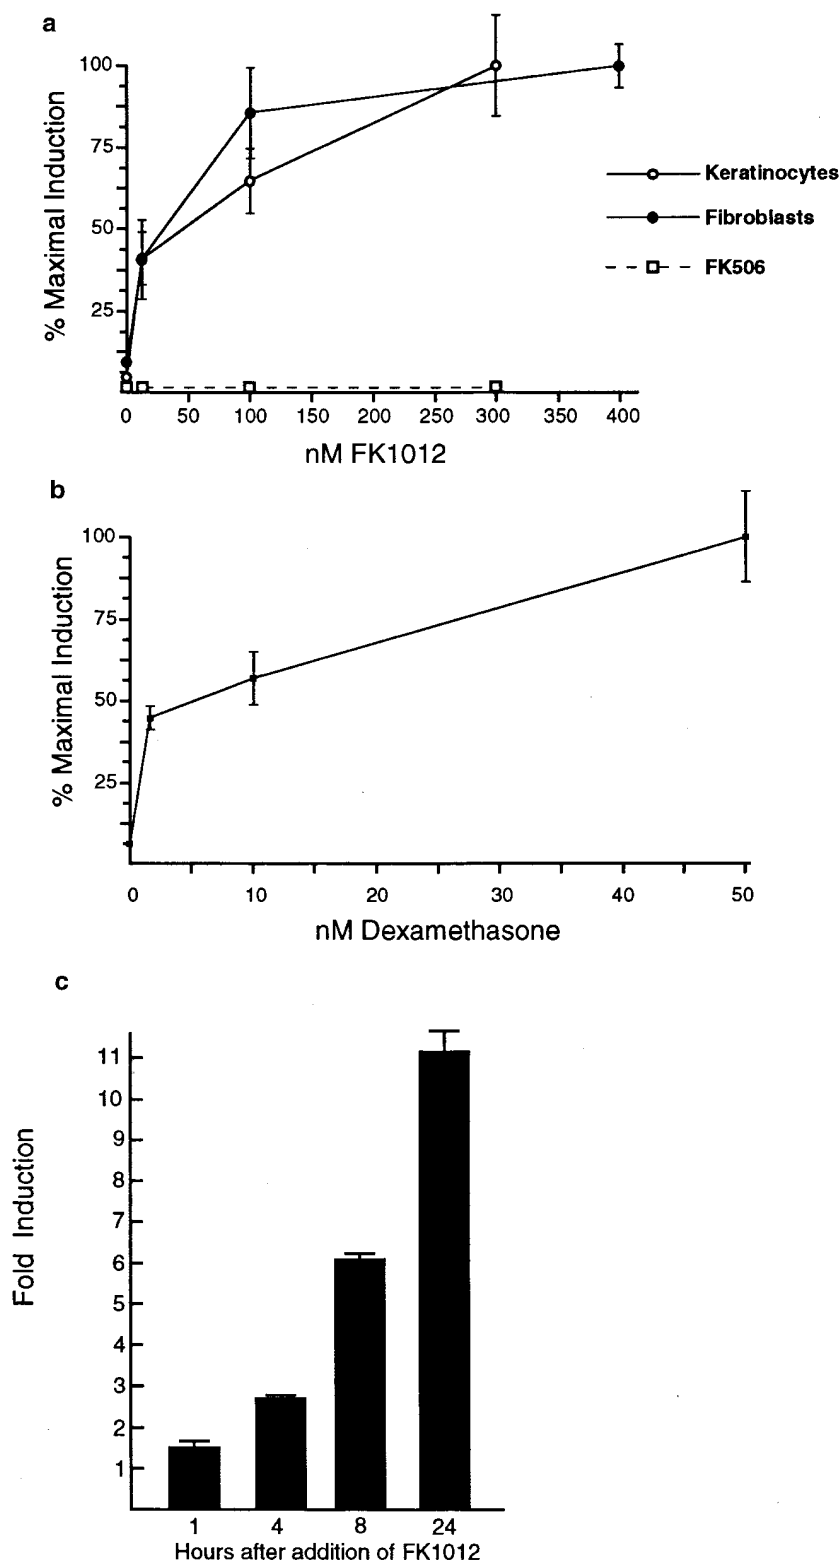 a
% Maximal Induction
100
75
50
25
0 50 100 150 200 250 300 350 400
nM FK1012
Keratinocytes
Fibroblasts
FK506
b
% Maximal Induction
100
75
50
25
0 10 20 30 40 50
nM Dexamethasone
c
Fold Induction
11
10
9
8
7
6
5
4
3
2
1
1 4 8 24
Hours after addition of FK1012